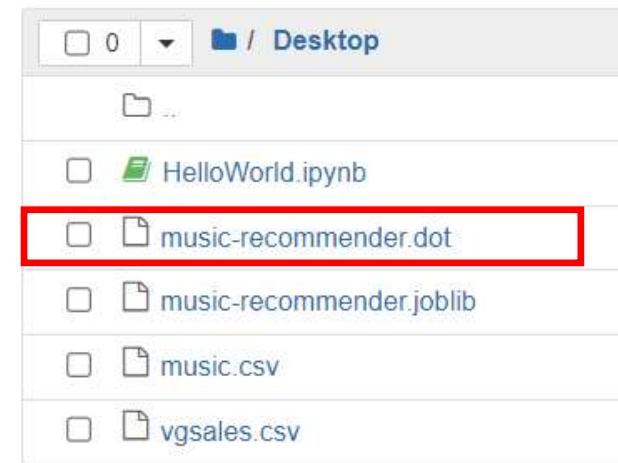 0 / Desktop
..
HelloWorld.ipynb
music-recommender.dot
music-recommender.joblib
music.csv
vgsales.csv